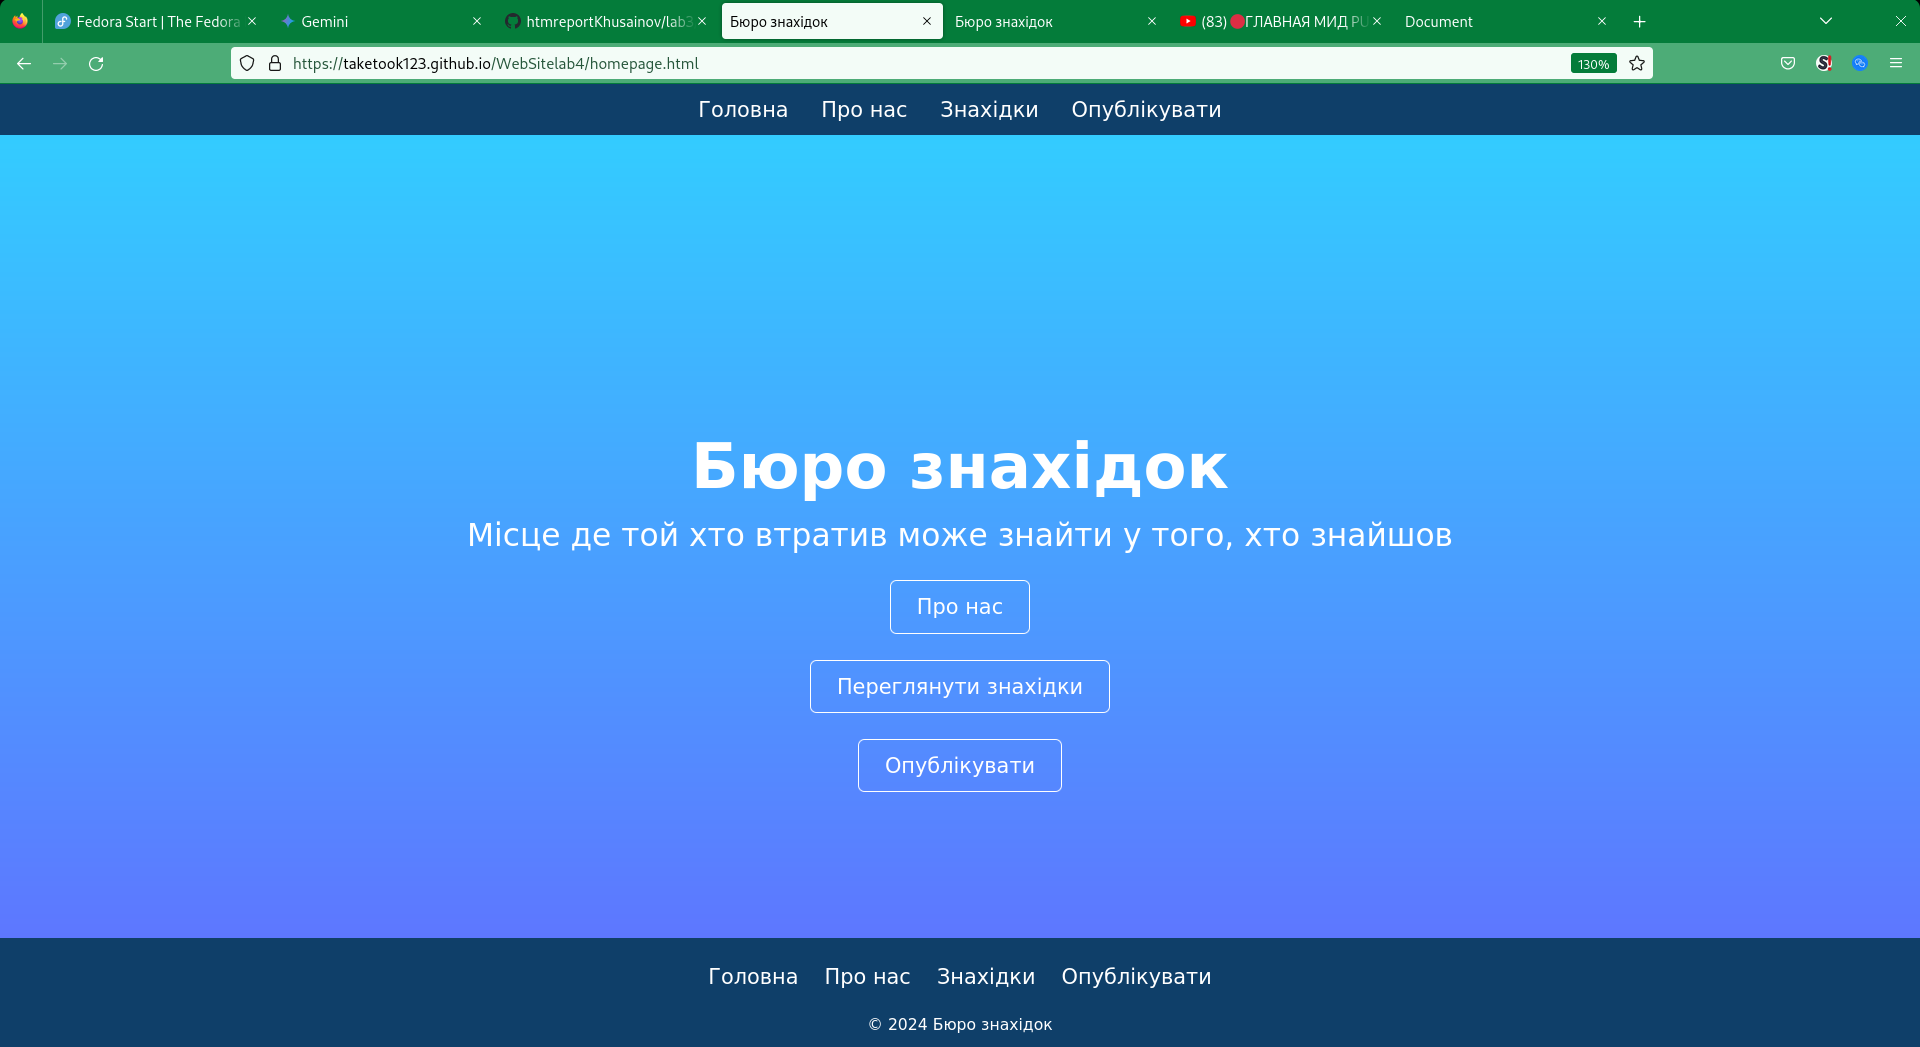 Fedora Start | The Fedora
Gemini
htmreportKhusainov/lab3
Бюро знахідок
Бюро знахідок
(83) ГЛАВНАЯ МИД РU
Document
https://taketook123.github.io/WebSitelab4/homepage.html
130%
Головна Про нас Знахідки Опублікувати
Бюро знахідок
Місце де той хто втратив може знайти у того, хто знайшов
Про нас
Переглянути знахідки
Опублікувати
Головна Про нас Знахідки Опублікувати
© 2024 Бюро знахідок